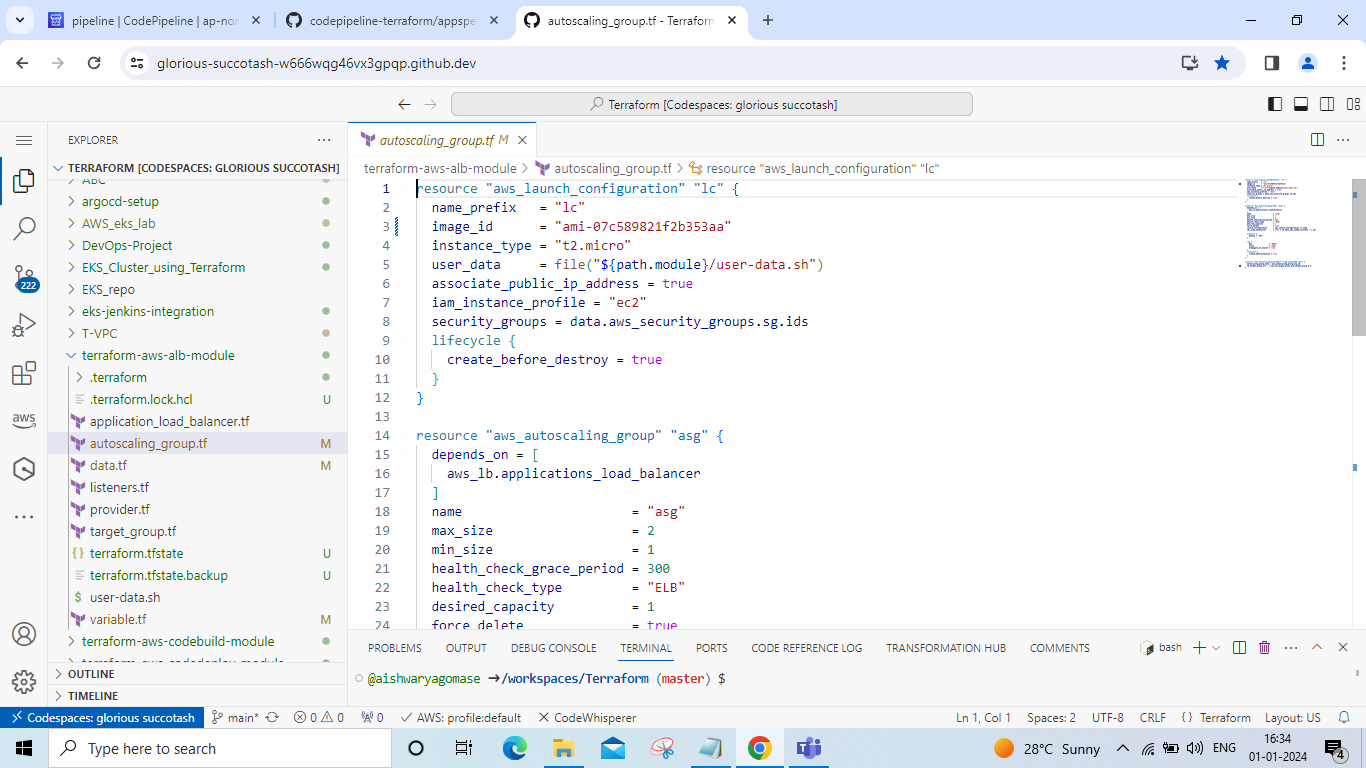 pipeline | CodePipeline | ap-nor
codepipeline-terraform/appspe
autoscaling_group.tf - Terraform
glorious-succotash-w666wqg46vx3gpqp.github.dev
Terraform [Codespaces: glorious succotash]
EXPLORER
TERRAFORM [CODESPACES: GLORIOUS SUCCOTASH]
ABC
argocd-setup
AWS_eks_lab
DevOps-Project
EKS_Cluster_using_Terraform
EKS_repo
eks-jenkins-integration
T-VPC
terraform-aws-alb-module
.terraform
.terraform.lock.hcl U
application_load_balancer.tf
autoscaling_group.tf M
data.tf M
listeners.tf
provider.tf
target_group.tf
{} terraform.tfstate U
terraform.tfstate.backup U
$ user-data.sh
variable.tf M
terraform-aws-codebuild-module
terraform-aws-codedeploy-module
OUTLINE
TIMELINE
222
aws
autoscaling_group.tf M
terraform-aws-alb-module > autoscaling_group.tf > resource "aws_launch_configuration" "lc"
1 resource "aws_launch_configuration" "lc" {
2 name_prefix = "lc"
3 image_id = "ami-07c589821f2b353aa"
4 instance_type = "t2.micro"
5 user_data = file("${path.module}/user-data.sh")
6 associate_public_ip_address = true
7 iam_instance_profile = "ec2"
8 security_groups = data.aws_security_groups.sg.ids
9 lifecycle {
10 create_before_destroy = true
11 }
12 }
13
14 resource "aws_autoscaling_group" "asg" {
15 depends_on = [
16 aws_lb.applications_load_balancer
17 ]
18 name = "asg"
19 max_size = 2
20 min_size = 1
21 health_check_grace_period = 300
22 health_check_type = "ELB"
23 desired_capacity = 1
24 force_delete = true
PROBLEMS OUTPUT DEBUG CONSOLE TERMINAL PORTS CODE REFERENCE LOG TRANSFORMATION HUB COMMENTS
bash
@aishwaryagomase ➜/workspaces/Terraform (master) $
Codespaces: glorious succotash main* 0 0 0 AWS: profile:default CodeWhisperer Ln 1, Col 1 Spaces: 2 UTF-8 CRLF {} Terraform Layout: US
Type here to search
28°C Sunny
ENG
16:34
01-01-2024
4